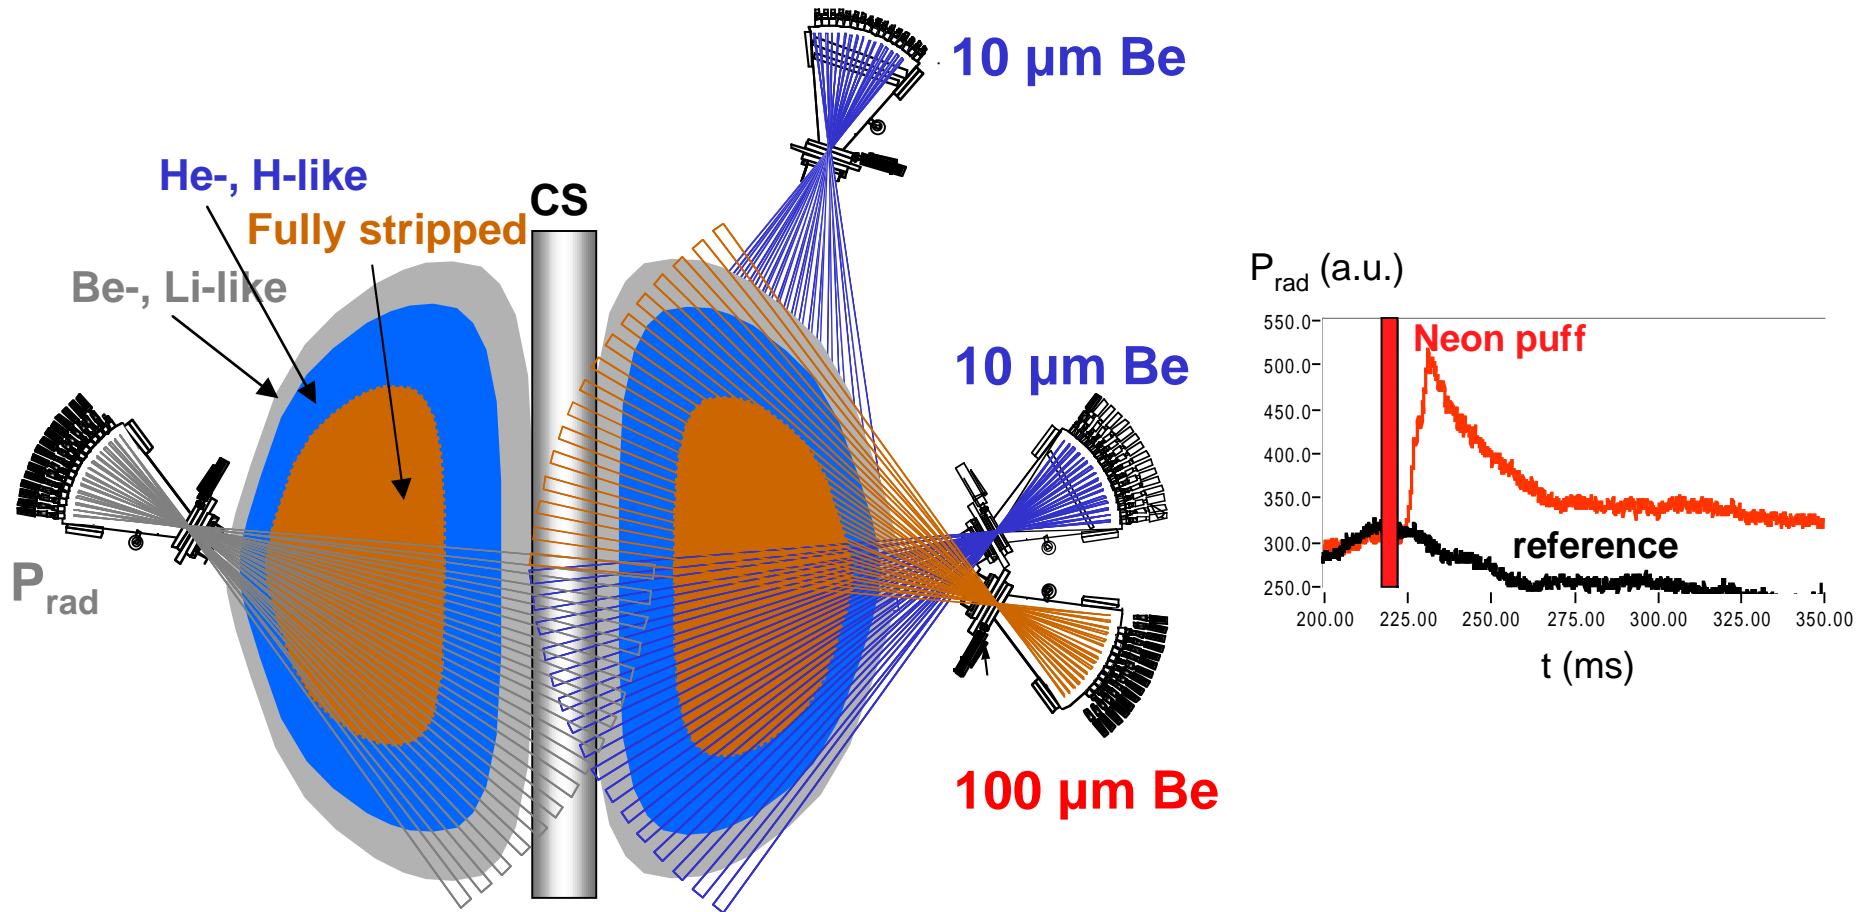 10 µm Be
He-, H-like
CS
Fully stripped
Be-, Li-like
P_rad (a.u.)
550.0
Neon puff
500.0
10 µm Be
450.0
400.0
350.0
reference
300.0
250.0
P_rad
200.00 225.00 250.00 275.00 300.00 325.00 350.00
t (ms)
100 µm Be